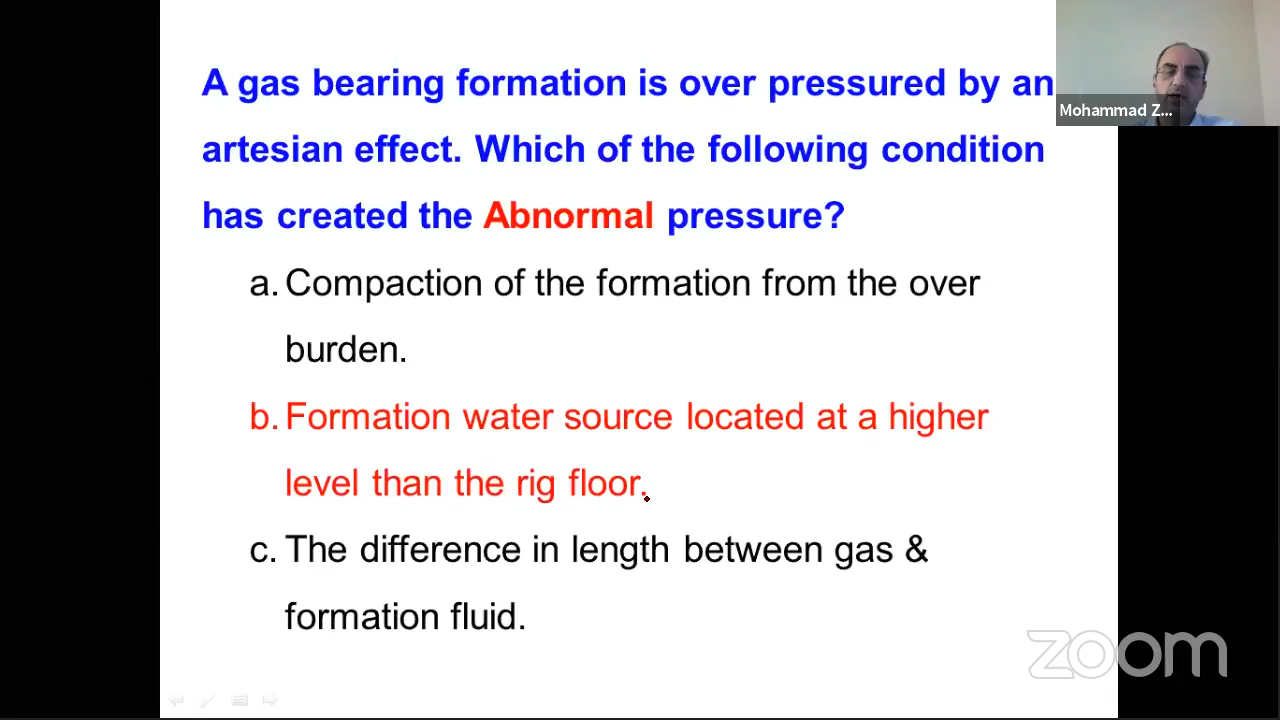 A gas bearing formation is over pressured by an
artesian effect. Which of the following condition
has created the Abnormal pressure?
a. Compaction of the formation from the over
burden.
b. Formation water source located at a higher
level than the rig floor.
c. The difference in length between gas &
formation fluid.
Mohammad Z...
zoom